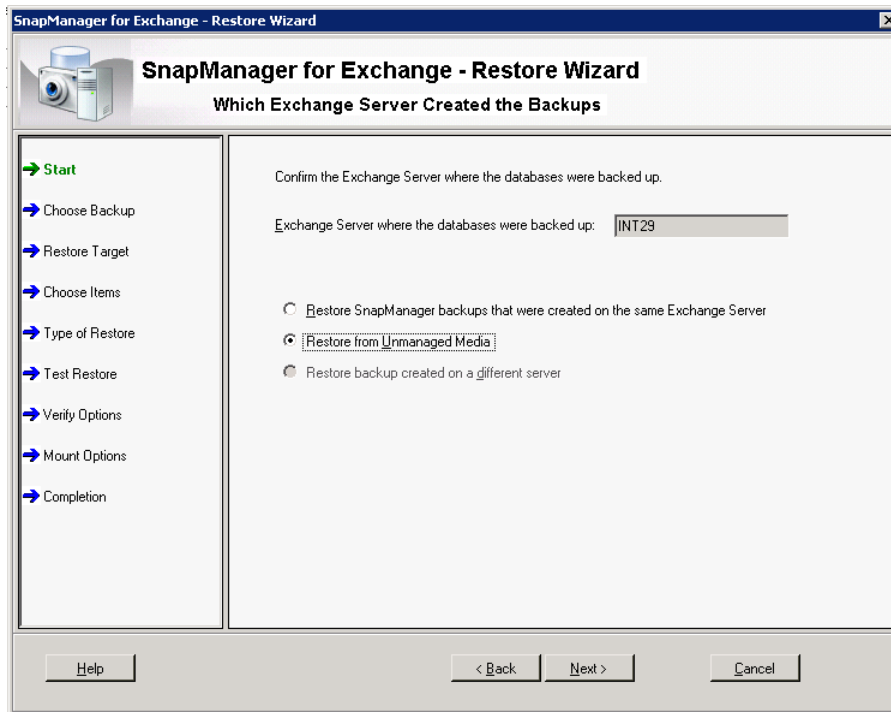 SnapManager for Exchange - Restore Wizard
SnapManager for Exchange - Restore Wizard
Which Exchange Server Created the Backups
Start
Choose Backup
Restore Target
Choose Items
Type of Restore
Test Restore
Verify Options
Mount Options
Completion
Confirm the Exchange Server where the databases were backed up.
Exchange Server where the databases were backed up: INT29
Restore SnapManager backups that were created on the same Exchange Server
Restore from Unmanaged Media
Restore backup created on a different server
Help
< Back
Next >
Cancel